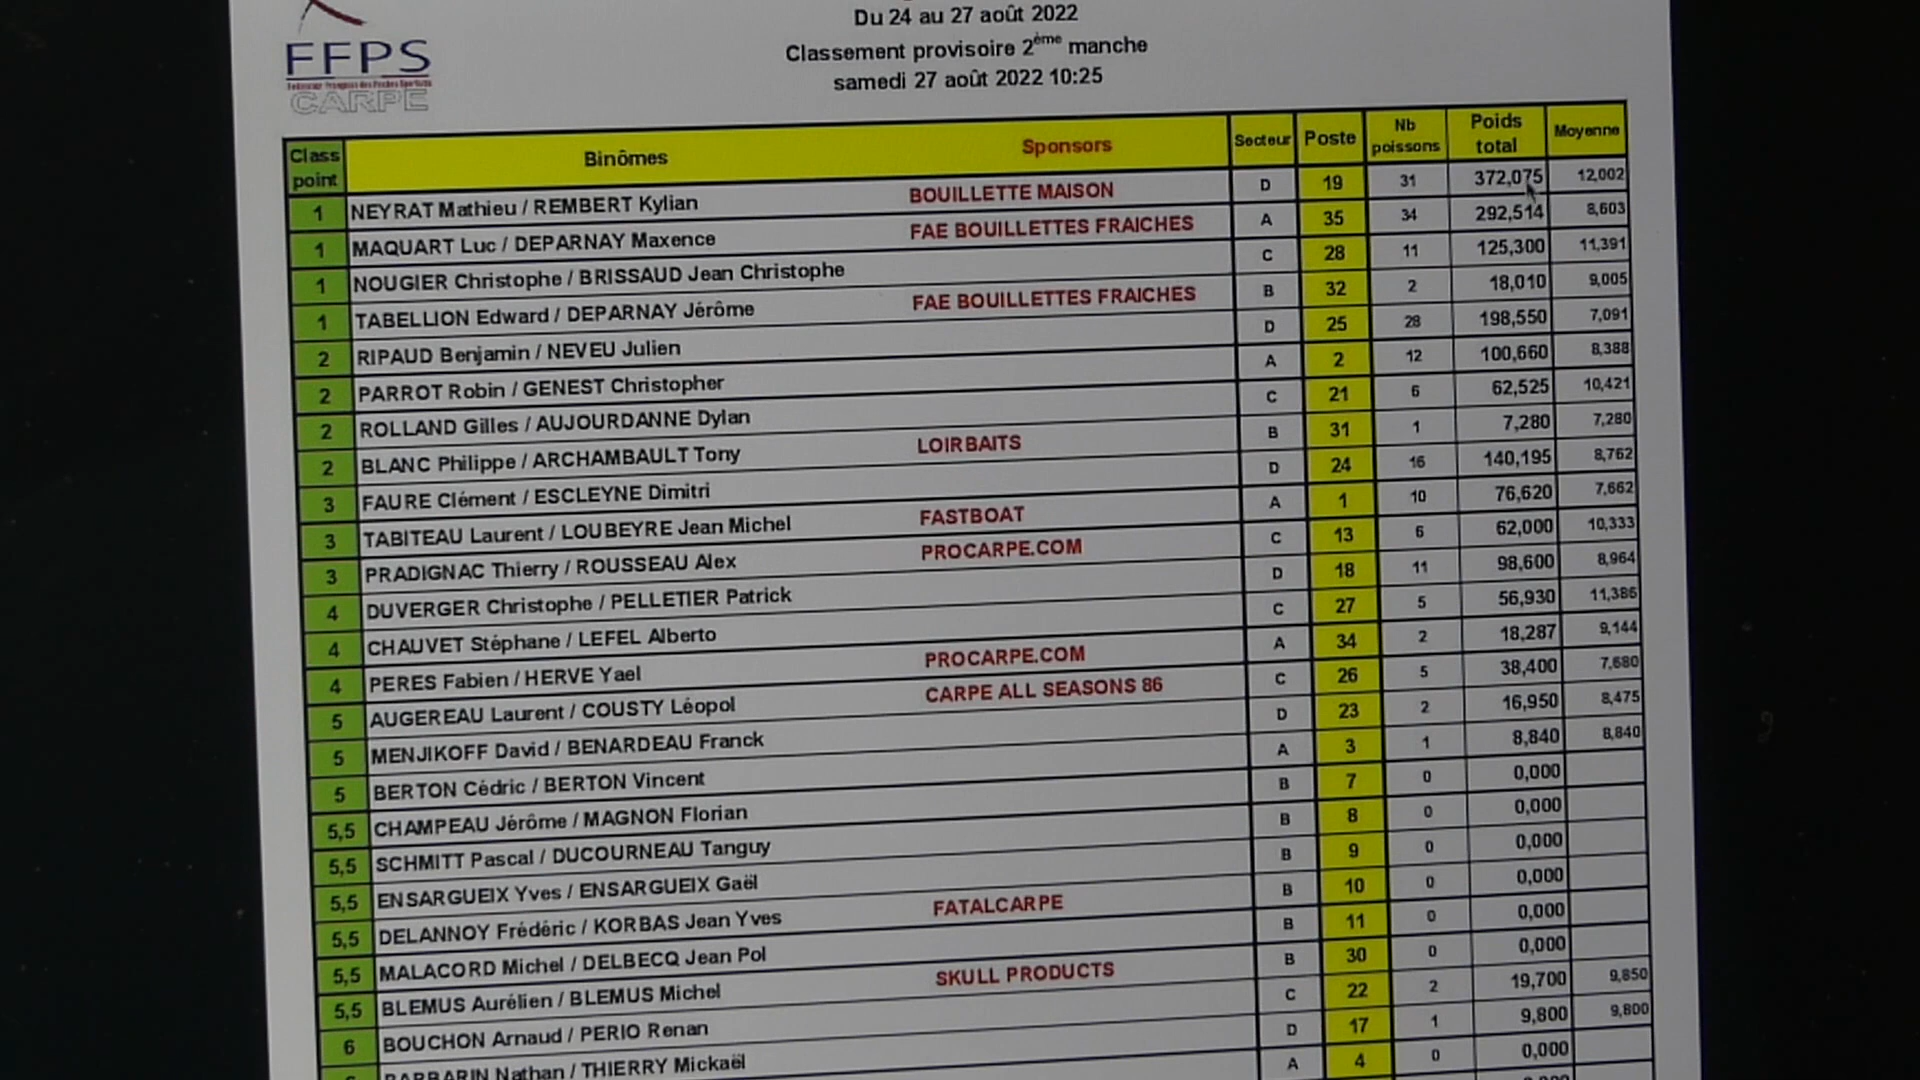 FFPS
CARPE
Du 24 au 27 août 2022
Classement provisoire 2ème manche
samedi 27 août 2022 10:25
Class point Binômes Sponsors Secteur Poste Nb poissons Poids total Moyenne
1 NEYRAT Mathieu / REMBERT Kylian BOUILLETTE MAISON D 19 31 372,075 12,002
1 MAQUART Luc / DEPARNAY Maxence FAE BOUILLETTES FRAICHES A 35 34 292,514 8,603
1 NOUGIER Christophe / BRISSAUD Jean Christophe C 28 11 125,300 11,391
1 TABELLION Edward / DEPARNAY Jérôme FAE BOUILLETTES FRAICHES B 32 2 18,010 9,005
2 RIPAUD Benjamin / NEVEU Julien D 25 28 198,550 7,091
2 PARROT Robin / GENEST Christopher A 2 12 100,660 8,388
2 ROLLAND Gilles / AUJOURDANNE Dylan C 21 6 62,525 10,421
2 BLANC Philippe / ARCHAMBAULT Tony LOIRBAITS B 31 1 7,280 7,280
3 FAURE Clément / ESCLEYNE Dimitri D 24 16 140,195 8,762
3 TABITEAU Laurent / LOUBEYRE Jean Michel FASTBOAT A 1 10 76,620 7,662
3 PRADIGNAC Thierry / ROUSSEAU Alex PROCARPE.COM C 13 6 62,000 10,333
4 DUVERGER Christophe / PELLETIER Patrick D 18 11 98,600 8,964
4 CHAUVET Stéphane / LEFEL Alberto C 27 5 56,930 11,386
4 PERES Fabien / HERVE Yael PROCARPE.COM A 34 2 18,287 9,144
5 AUGEREAU Laurent / COUSTY Léopol CARPE ALL SEASONS 86 C 26 5 38,400 7,680
5 MENJIKOFF David / BENARDEAU Franck D 23 2 16,950 8,475
5 BERTON Cédric / BERTON Vincent A 3 1 8,840 8,840
5,5 CHAMPEAU Jérôme / MAGNON Florian B 7 0 0,000
5,5 SCHMITT Pascal / DUCOURNEAU Tanguy B 8 0 0,000
5,5 ENSARGUEIX Yves / ENSARGUEIX Gaël B 9 0 0,000
5,5 DELANNOY Frédéric / KORBAS Jean Yves FATALCARPE B 10 0 0,000
5,5 MALACORD Michel / DELBECQ Jean Pol B 11 0 0,000
5,5 BLEMUS Aurélien / BLEMUS Michel SKULL PRODUCTS B 30 0 0,000
6 BOUCHON Arnaud / PERIO Renan C 22 2 19,700 9,850
BARBARIN Nathan / THIERRY Mickaël D 17 1 9,800 9,800
A 4 0 0,000